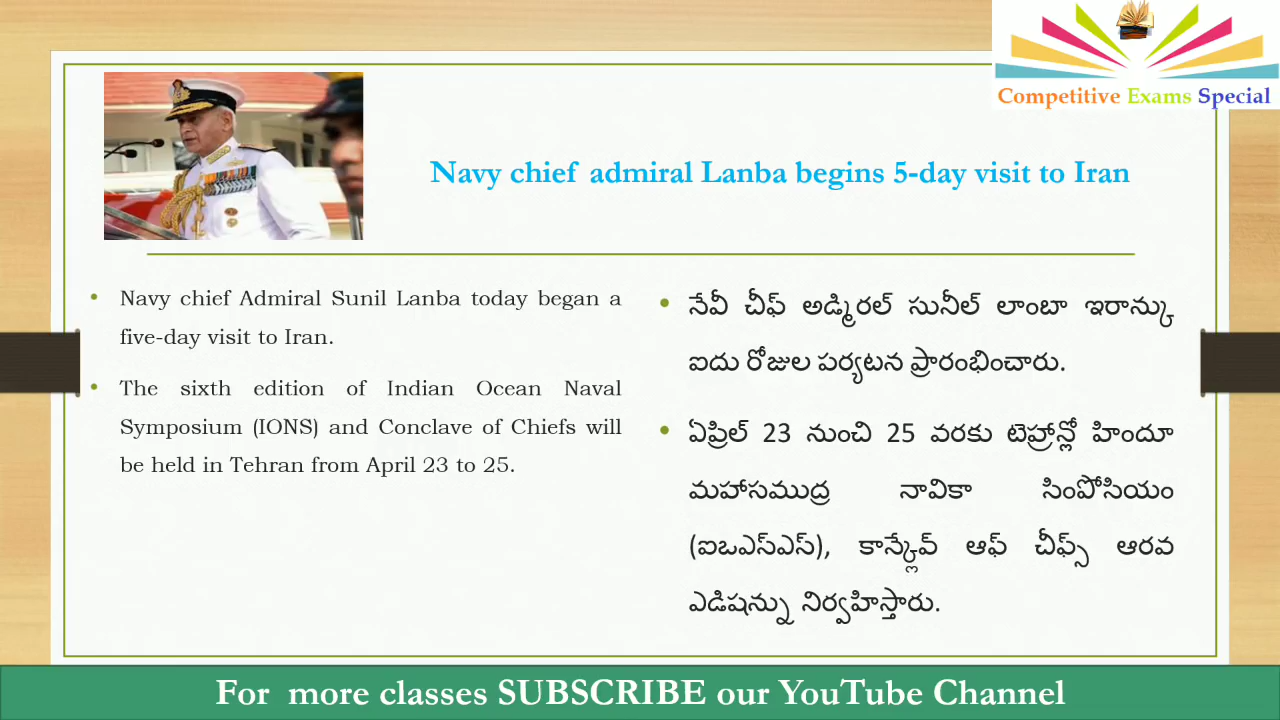 Competitive Exams Special
Navy chief admiral Lanba begins 5-day visit to Iran
• Navy chief Admiral Sunil Lanba today began a
five-day visit to Iran.
• The sixth edition of Indian Ocean Naval
Symposium (IONS) and Conclave of Chiefs will
be held in Tehran from April 23 to 25.
• నేవీ చీఫ్ అడ్మిరల్ సునీల్ లాంబా ఇరాన్కు
ఐదు రోజుల పర్యటన ప్రారంభించారు.
• ఏప్రిల్ 23 నుంచి 25 వరకు టెహ్రాన్లో హిందూ
మహాసముద్ర నావికా సింపోసియం
(ఐఒఎస్ఎస్), కాన్క్లేవ్ ఆఫ్ చీఫ్స్ ఆరవ
ఎడిషన్ను నిర్వహిస్తారు.
For more classes SUBSCRIBE our YouTube Channel